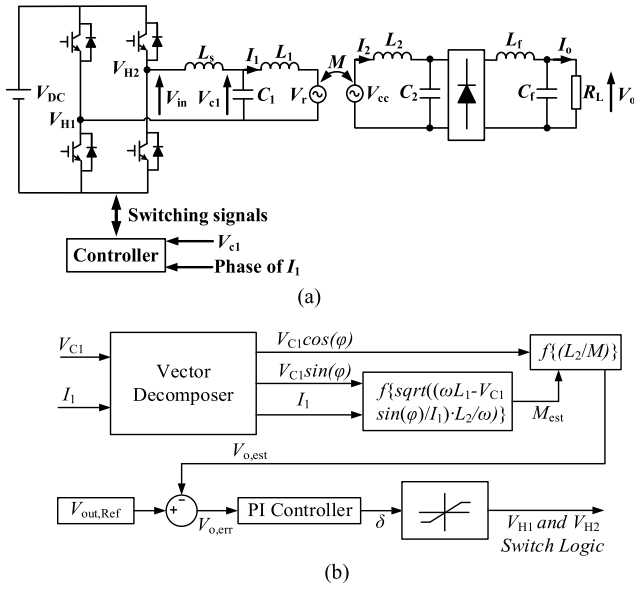 V_DC
V_H2
V_H1
L_s
I_1
L_1
M
V_in
V_c1
C_1
V_r
I_2
L_2
V_cc
C_2
L_f
I_o
C_f
R_L
V_o
Switching signals
Controller
V_c1
Phase of I_1
(a)
V_C1
I_1
Vector
Decomposer
V_C1cos(φ)
V_C1sin(φ)
I_1
f{(L_2/M)}
f{sqrt((ωL_1-V_C1
sin(φ)/I_1)·L_2/ω)}
M_est
V_o,est
V_out,Ref
-
+
V_o,err
PI Controller
δ
V_H1 and V_H2
Switch Logic
(b)